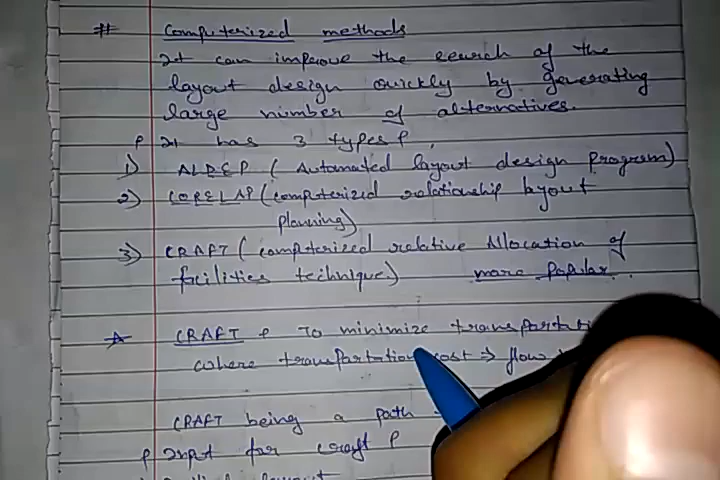 # Computerized methods
It can improve the search of the
layout design quickly by generating
large number of alternatives.
It has 3 types
1) ALDEP (Automated layout design program)
2) CORELAP (computerized relationship layout
planning)
3) CRAFT (computerized relative Allocation of
facilities technique) more popular.
CRAFT To minimize
where transpartation cost ⇒ flow
CRAFT being a path
Input for craft